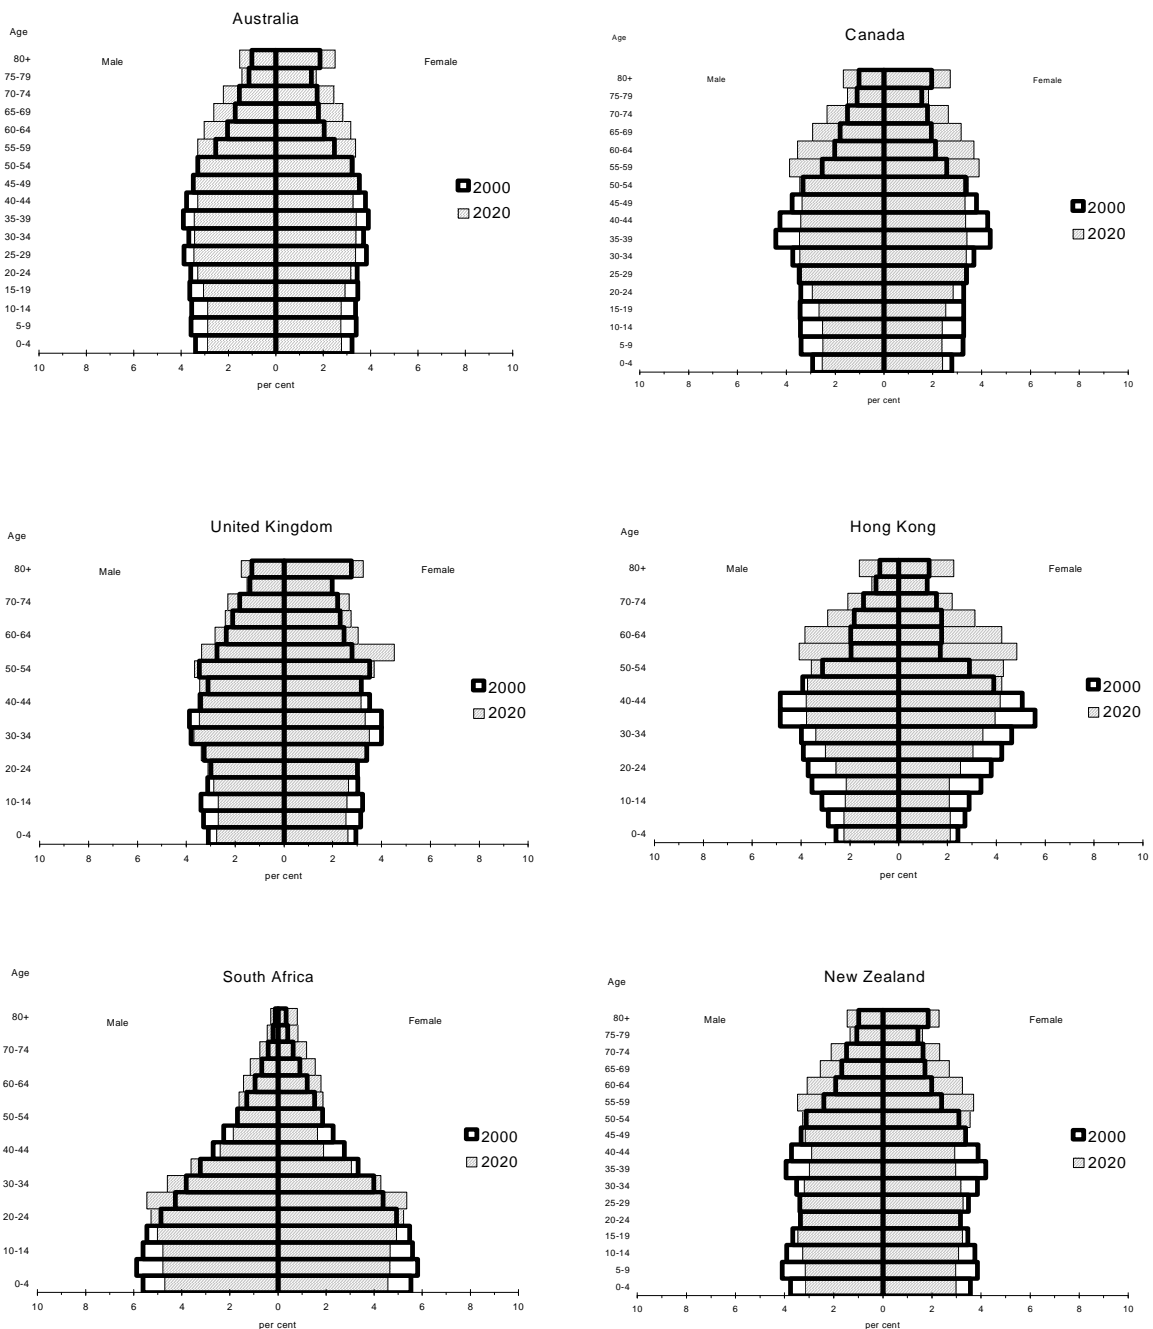 Australia
Age
Male
Female
80+
75-79
70-74
65-69
60-64
55-59
50-54
45-49
40-44
35-39
30-34
25-29
20-24
15-19
10-14
5-9
0-4
2000
2020
10 8 6 4 2 0 2 4 6 8 10
per cent
Canada
Age
Male
Female
80+
75-79
70-74
65-69
60-64
55-59
50-54
45-49
40-44
35-39
30-34
25-29
20-24
15-19
10-14
5-9
0-4
2000
2020
10 8 6 4 2 0 2 4 6 8 10
per cent
United Kingdom
Age
Male
Female
80+
70-74
60-64
50-54
40-44
30-34
20-24
10-14
0-4
2000
2020
10 8 6 4 2 0 2 4 6 8 10
per cent
Hong Kong
Age
Male
Female
80+
70-74
60-64
50-54
40-44
30-34
20-24
10-14
0-4
2000
2020
10 8 6 4 2 0 2 4 6 8 10
per cent
South Africa
Age
Male
Female
80+
70-74
60-64
50-54
40-44
30-34
20-24
10-14
0-4
2000
2020
10 8 6 4 2 0 2 4 6 8 10
per cent
New Zealand
Age
Male
Female
80+
75-79
70-74
65-69
60-64
55-59
50-54
45-49
40-44
35-39
30-34
25-29
20-24
15-19
10-14
5-9
0-4
2000
2020
10 8 6 4 2 0 2 4 6 8 10
per cent